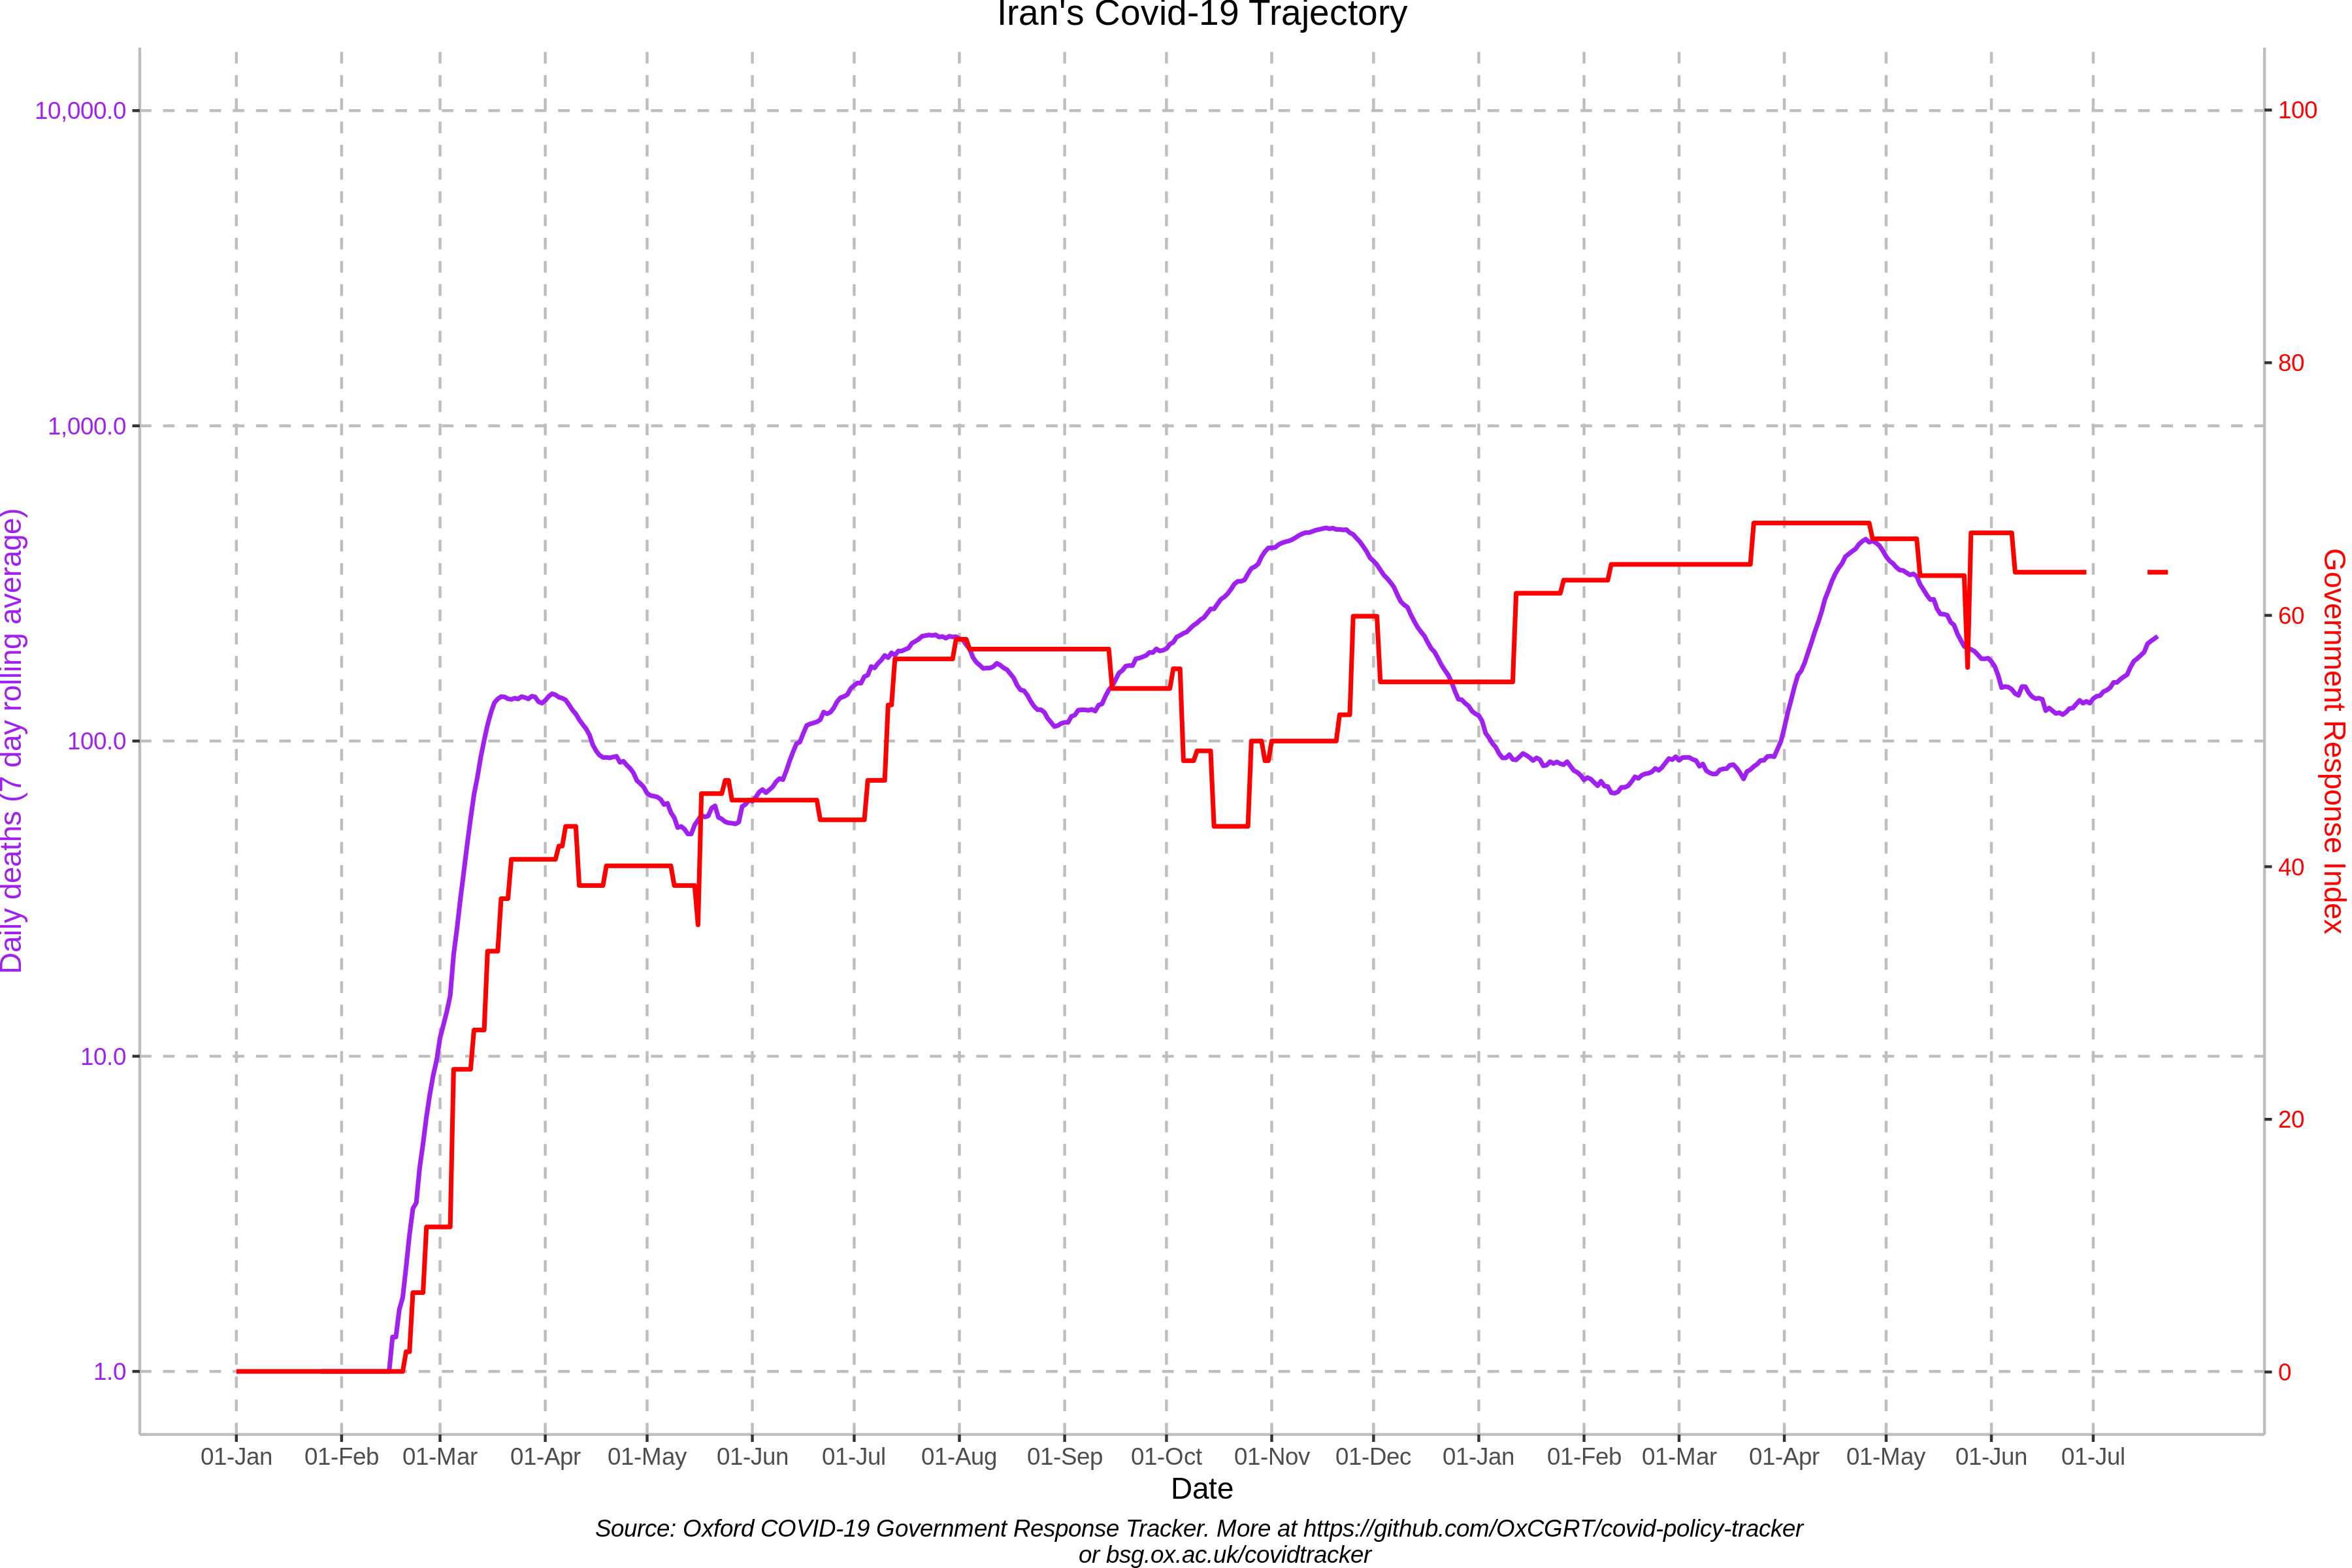 Iran's Covid-19 Trajectory
10,000.0
1,000.0
100.0
10.0
1.0
Daily deaths (7 day rolling average)
100
80
60
40
20
0
Government Response Index
01-Jan 01-Feb 01-Mar 01-Apr 01-May 01-Jun 01-Jul 01-Aug 01-Sep 01-Oct 01-Nov 01-Dec 01-Jan 01-Feb 01-Mar 01-Apr 01-May 01-Jun 01-Jul
Date
Source: Oxford COVID-19 Government Response Tracker. More at https://github.com/OxCGRT/covid-policy-tracker
or bsg.ox.ac.uk/covidtracker